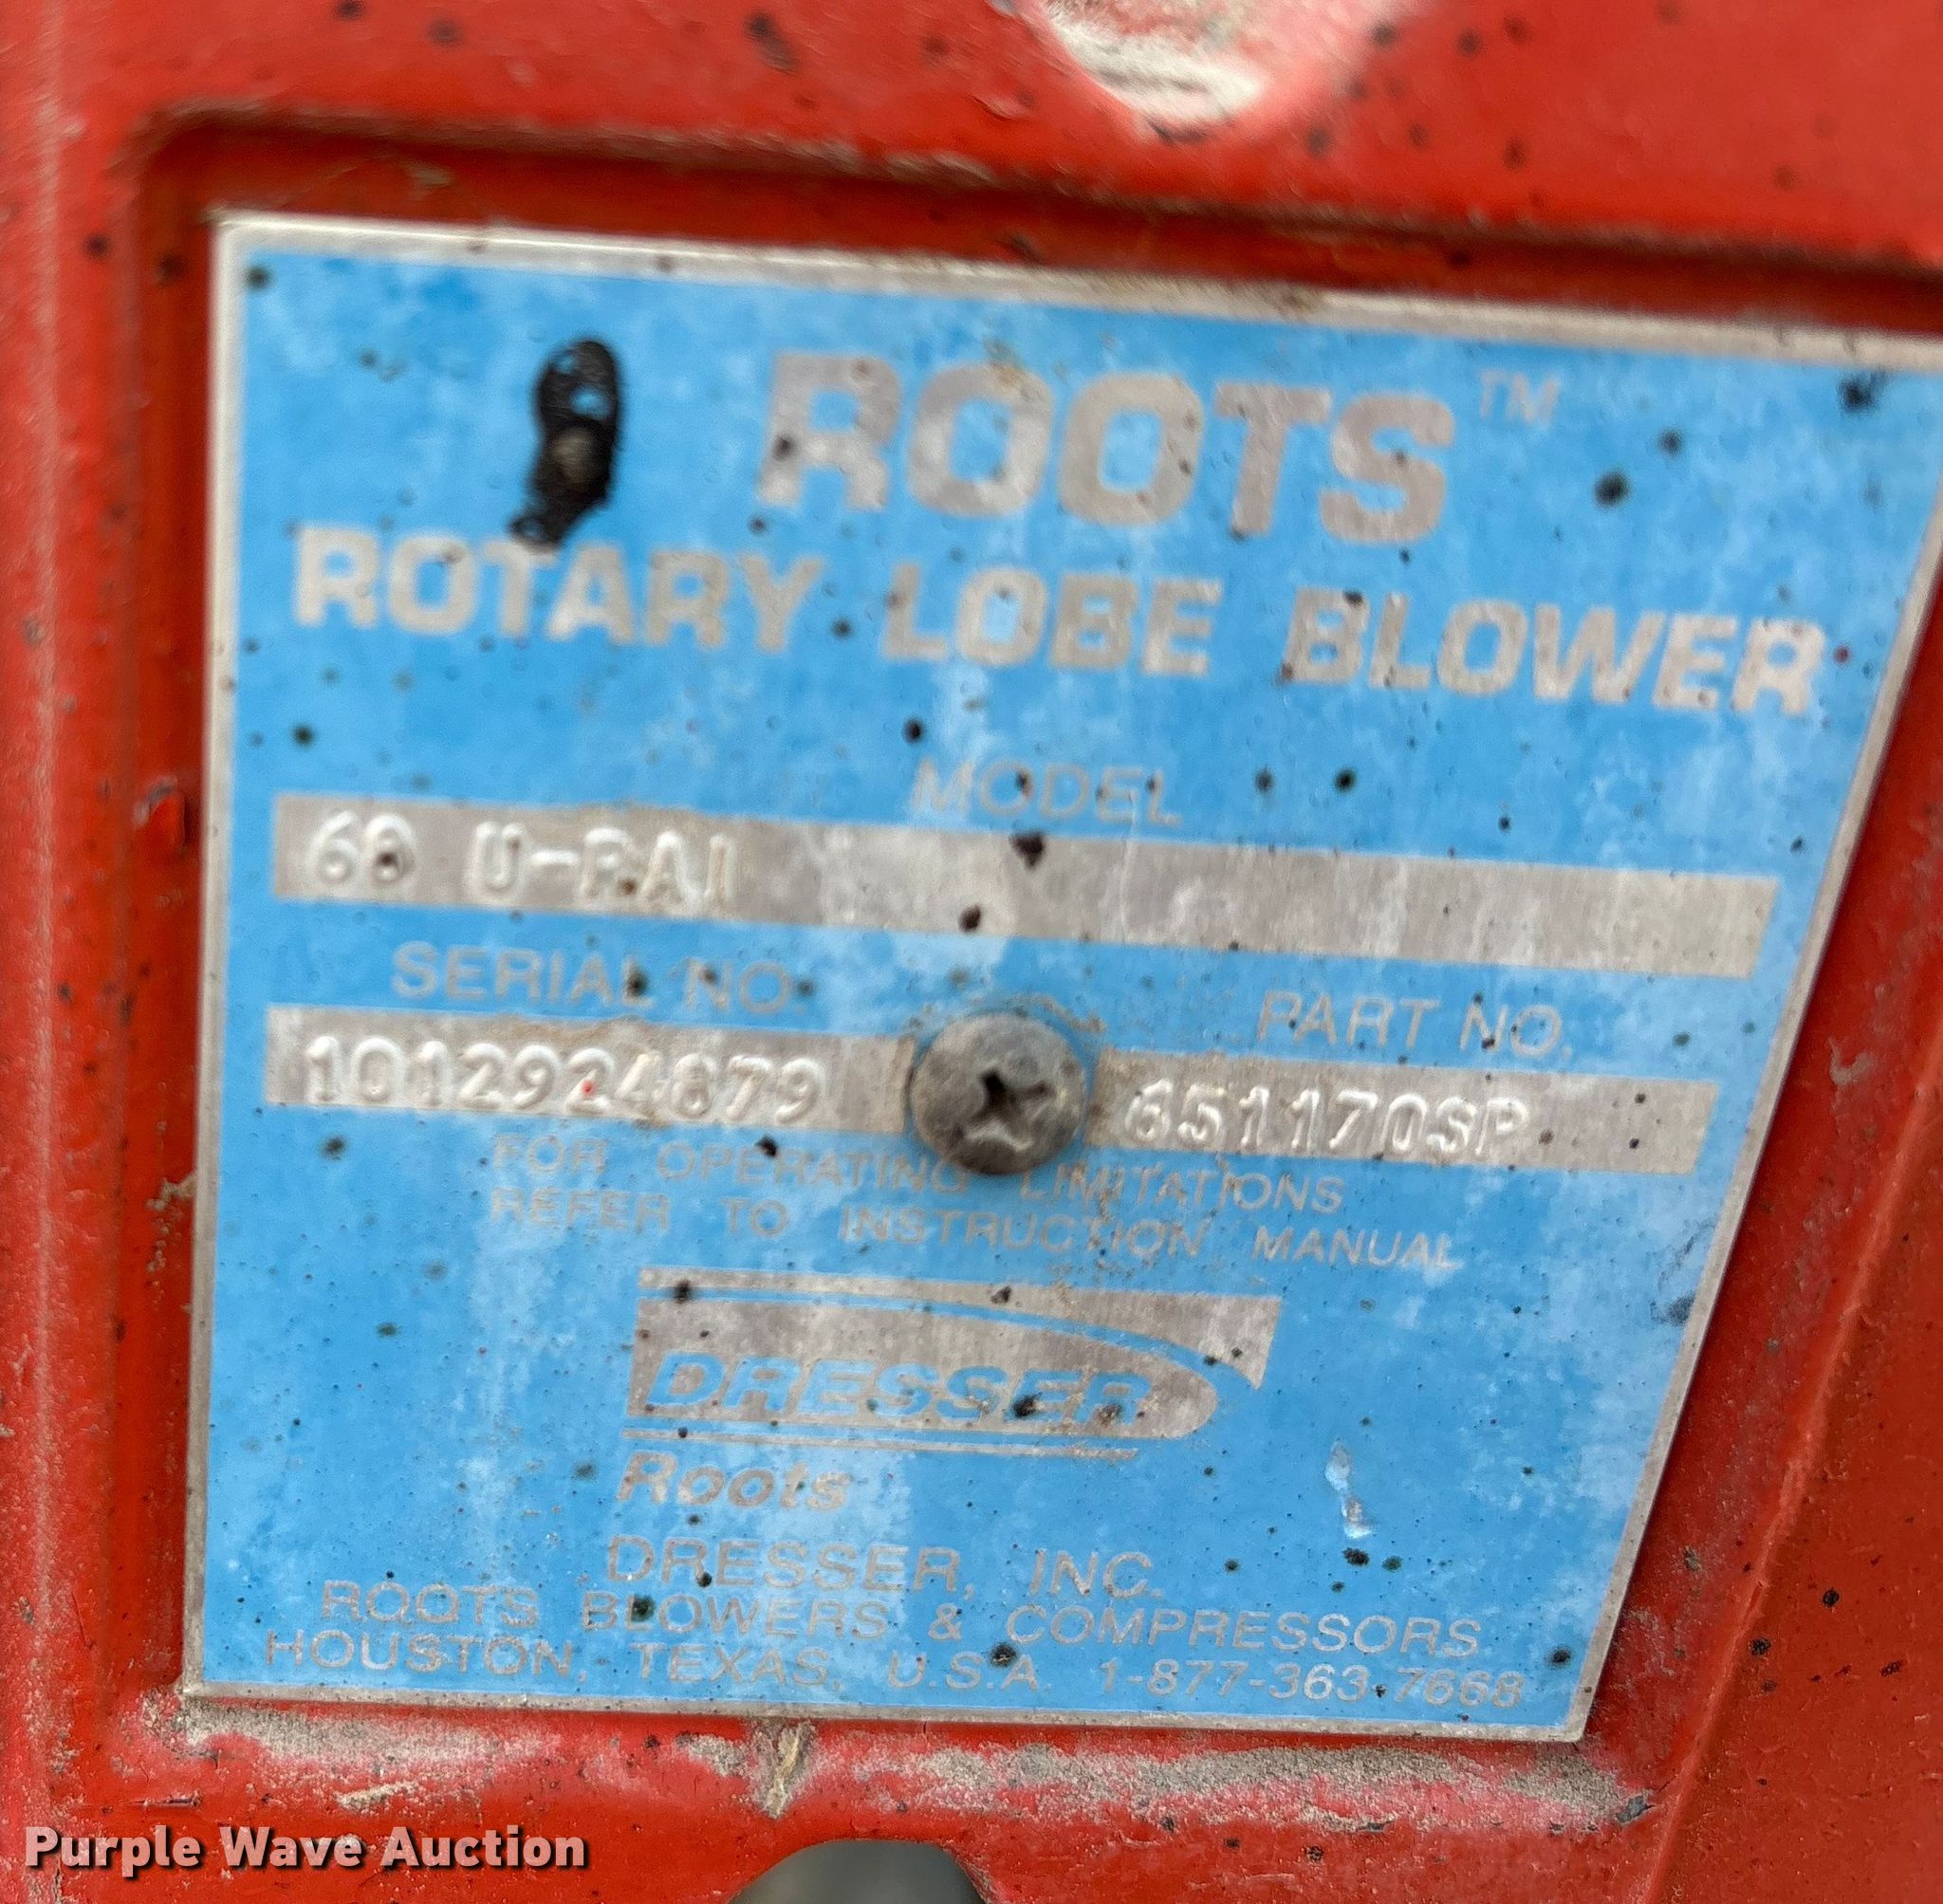 ROOTS™
ROTARY LOBE BLOWER
MODEL
68 U-RAI
SERIAL NO. PART NO.
1012924879 651170SP
FOR OPERATING LIMITATIONS
REFER TO INSTRUCTION MANUAL
DRESSER
Roots
DRESSER, INC.
ROOTS BLOWERS & COMPRESSORS
HOUSTON, TEXAS, U.S.A. 1-877-363-7668
Purple Wave Auction